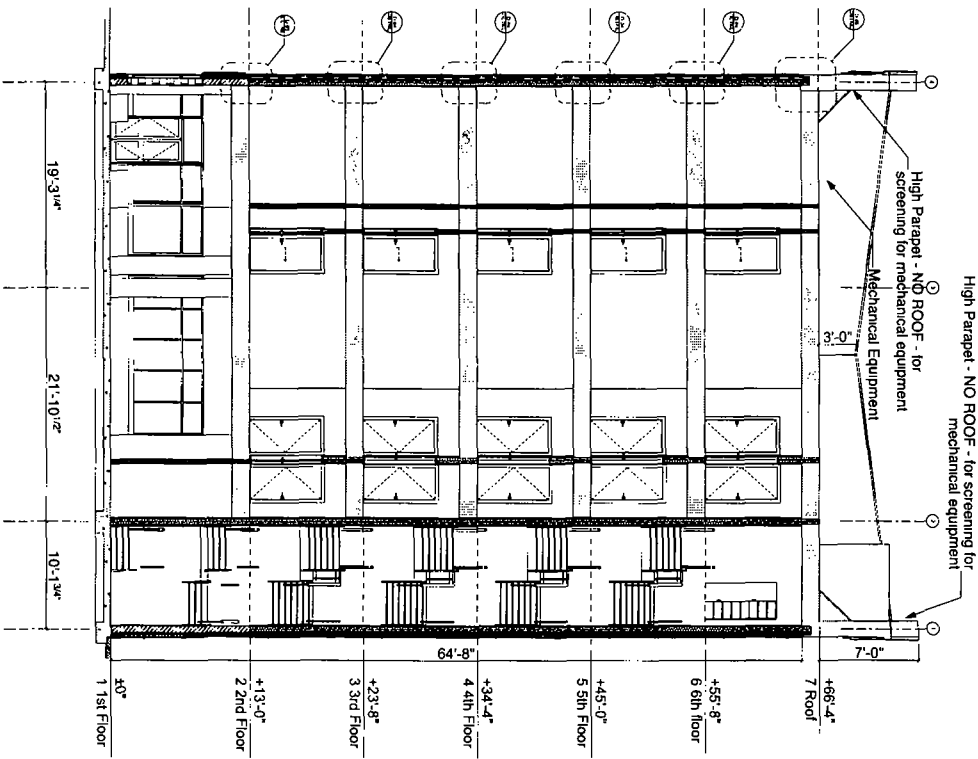 High Parapet - NO ROOF - for screening for
mechanical equipment
High Parapet - NO ROOF - for
screening for mechanical equipment
Mechanical Equipment
3'-0"
7'-0"
64'-8"
19'-3 1/4"
21'-10 1/2"
10'-1 3/4"
+66'-4"
7 Roof
+55'-8"
6 6th floor
+45'-0"
5 5th Floor
+34'-4"
4 4th Floor
+23'-8"
3 3rd Floor
+13'-0"
2 2nd Floor
±0"
1 1st Floor